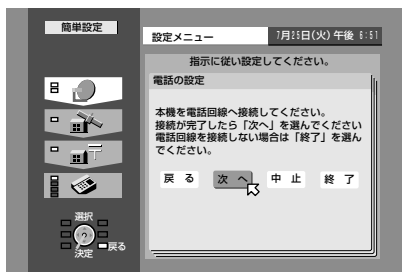 簡単設定
設定メニュー
7月25日(火)午後 8:51
指示に従い設定してください。
電話の設定
本機を電話回線へ接続してください。
接続が完了したら「次へ」を選んでください
電話回線を接続しない場合は「終了」を選ん
でください。
戻る 次へ 中止 終了
選択
?
戻る
決定